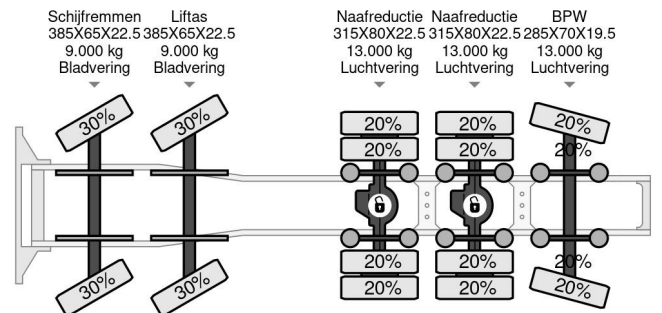 Schijfremmen
385X65X22.5
9.000 kg
Bladvering
Liftas
385X65X22.5
9.000 kg
Bladvering
Naafreductie
315X80X22.5
13.000 kg
Luchtvering
Naafreductie
315X80X22.5
13.000 kg
Luchtvering
BPW
285X70X19.5
13.000 kg
Luchtvering
30%
30%
20%
20%
20%
20%
20%
20%
30%
30%
20%
20%
20%
20%
20%
20%